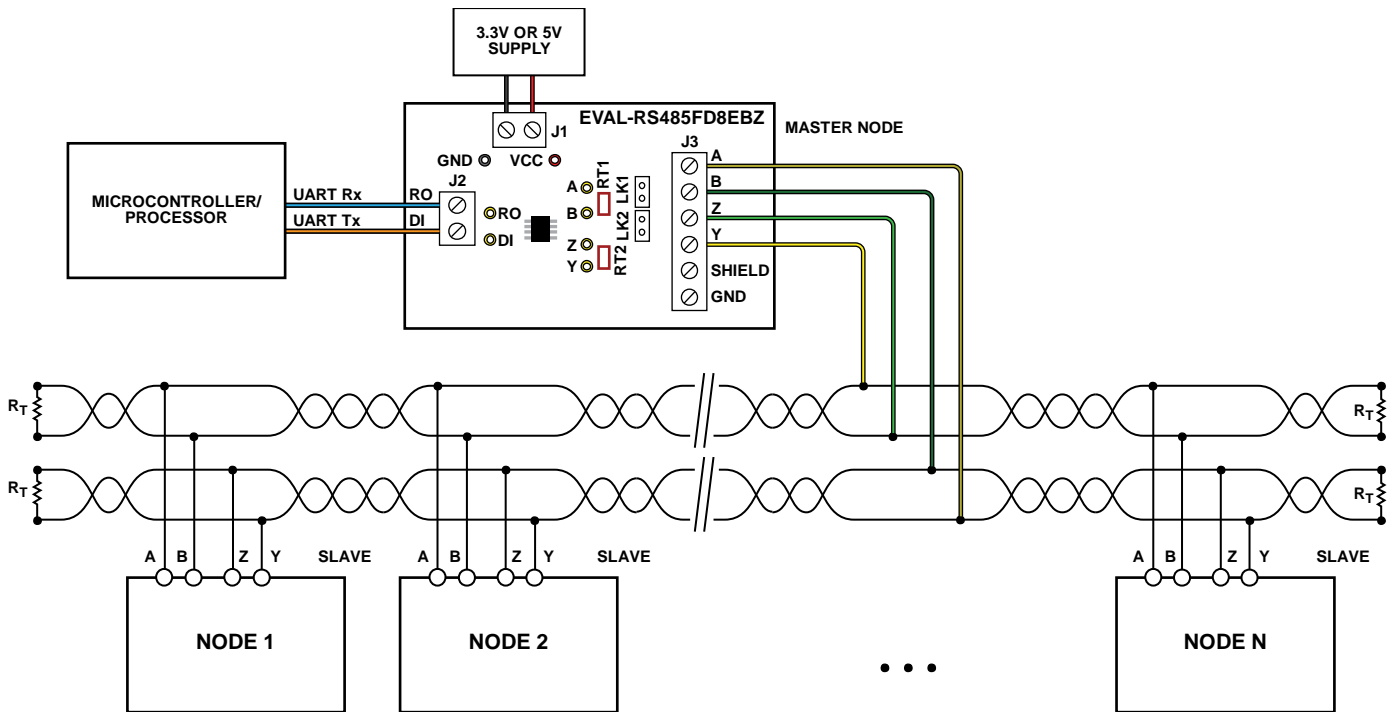 3.3V OR 5V
SUPPLY
EVAL-RS485FD8EBZ
MASTER NODE
J1
J3
GND
VCC
MICROCONTROLLER/
PROCESSOR
UART Rx
UART Tx
RO
DI
J2
RO
DI
A
B
Z
Y
RT1
RT2
LK1
LK2
A
B
Z
Y
SHIELD
GND
RT
RT
RT
RT
A B Z Y SLAVE
NODE 1
A B Z Y SLAVE
NODE 2
• • •
A B Z Y SLAVE
NODE N